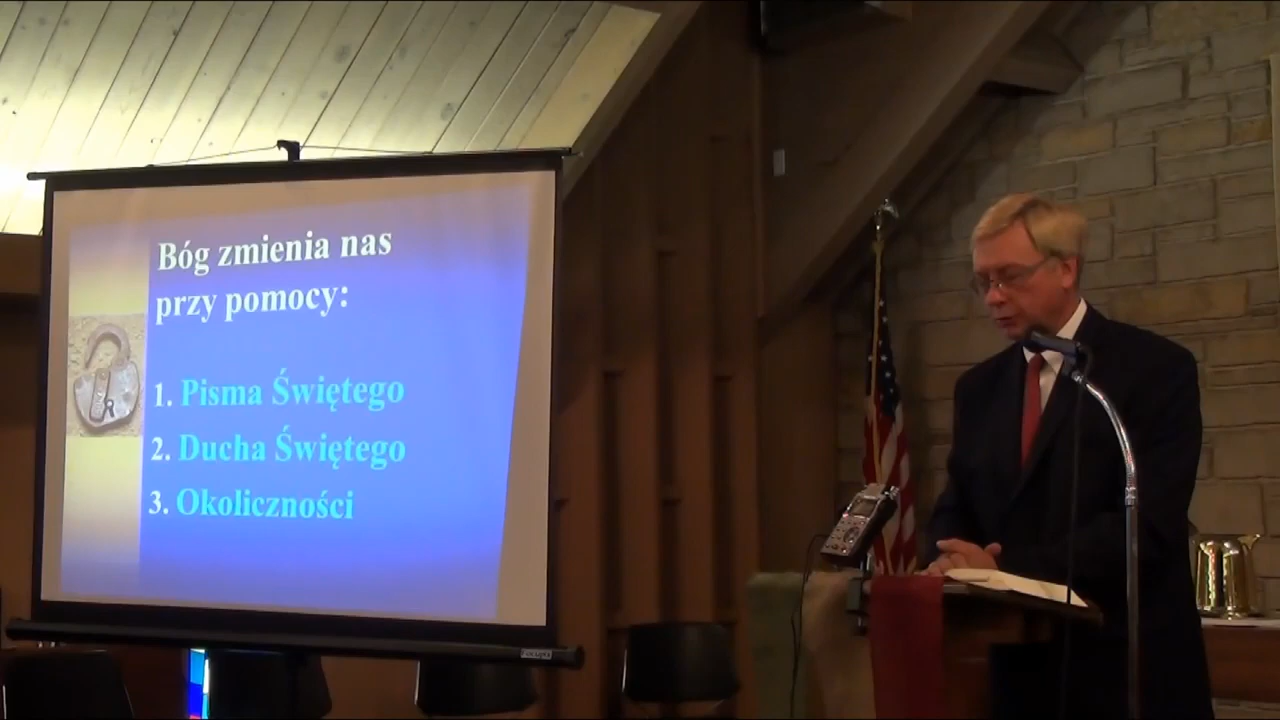 Bóg zmienia nas
przy pomocy:
1. Pisma Świętego
2. Ducha Świętego
3. Okoliczności
R